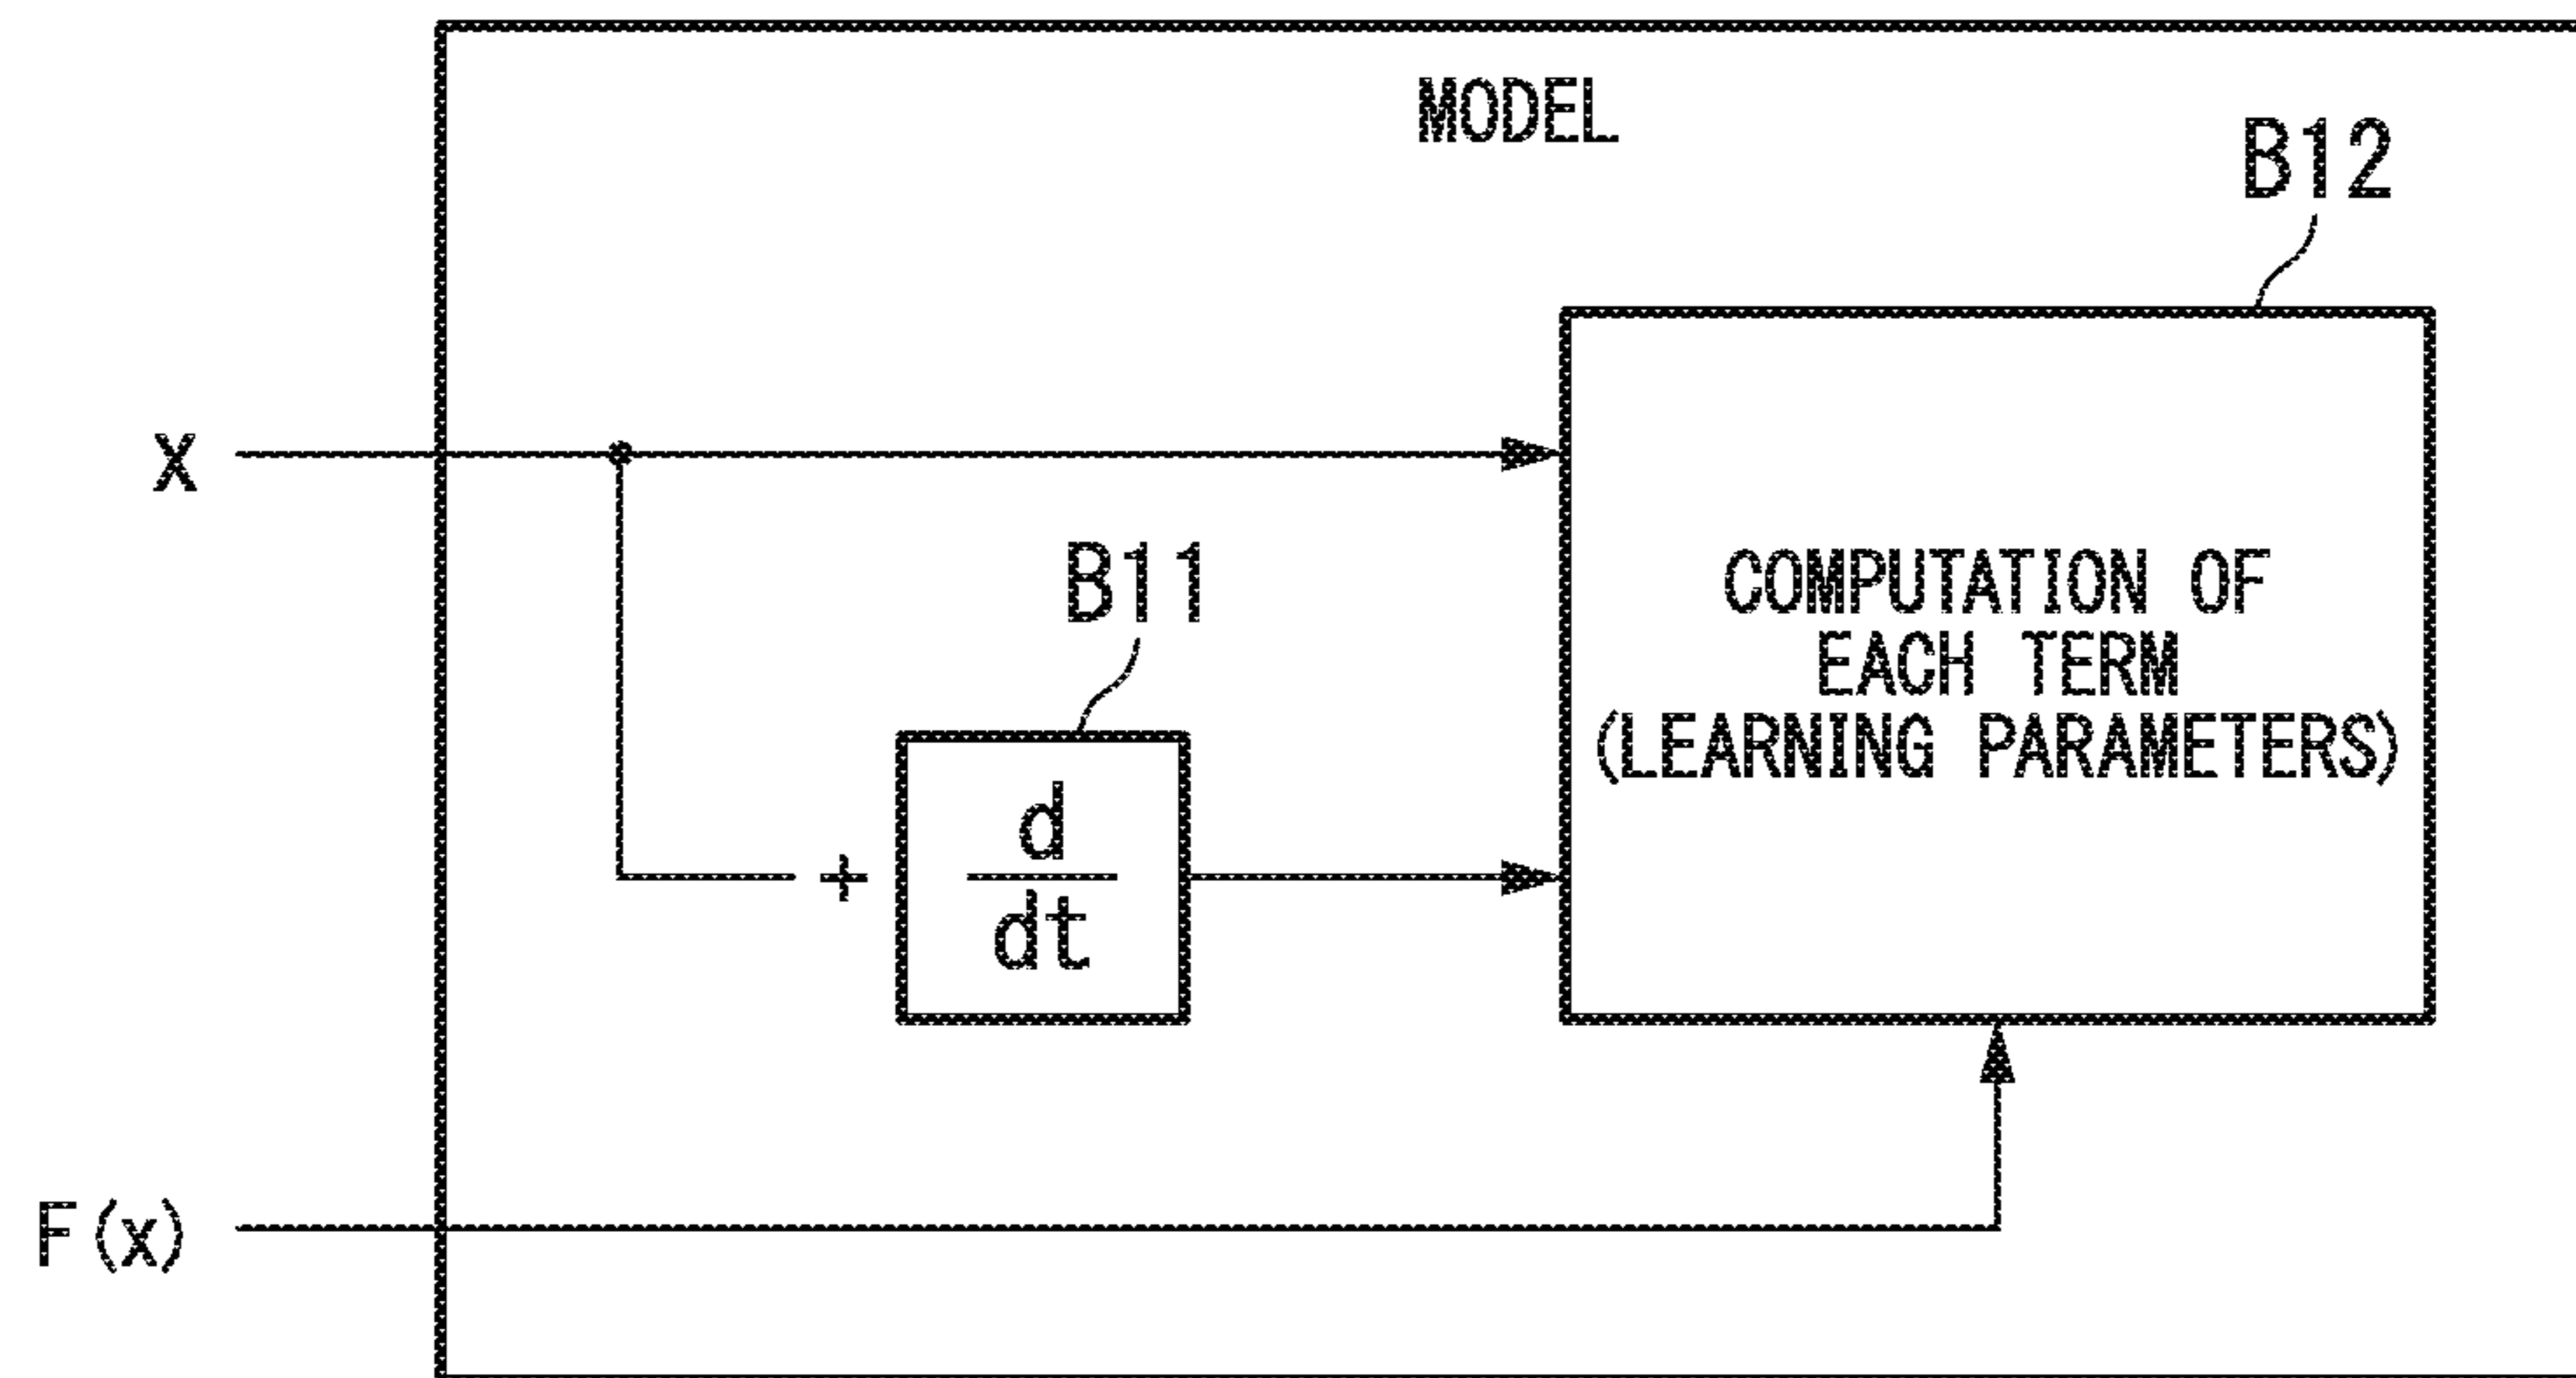 MODEL
B12
x
B11
COMPUTATION OF
EACH TERM
(LEARNING PARAMETERS)
+
d
dt
F(x)